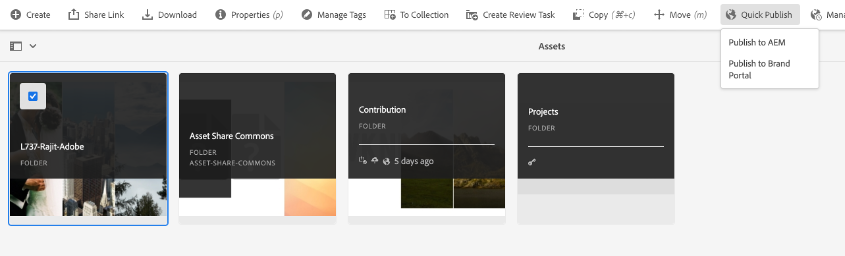 Create Share Link Download Properties (p) Manage Tags To Collection Create Review Task Copy (⌘+c) Move (m) Quick Publish Mana
Assets
Publish to AEM
Publish to Brand
Portal
L737-Rajit-Adobe
FOLDER
Asset Share Commons
FOLDER
ASSET-SHARE-COMMONS
Contribution
FOLDER
5 days ago
Projects
FOLDER